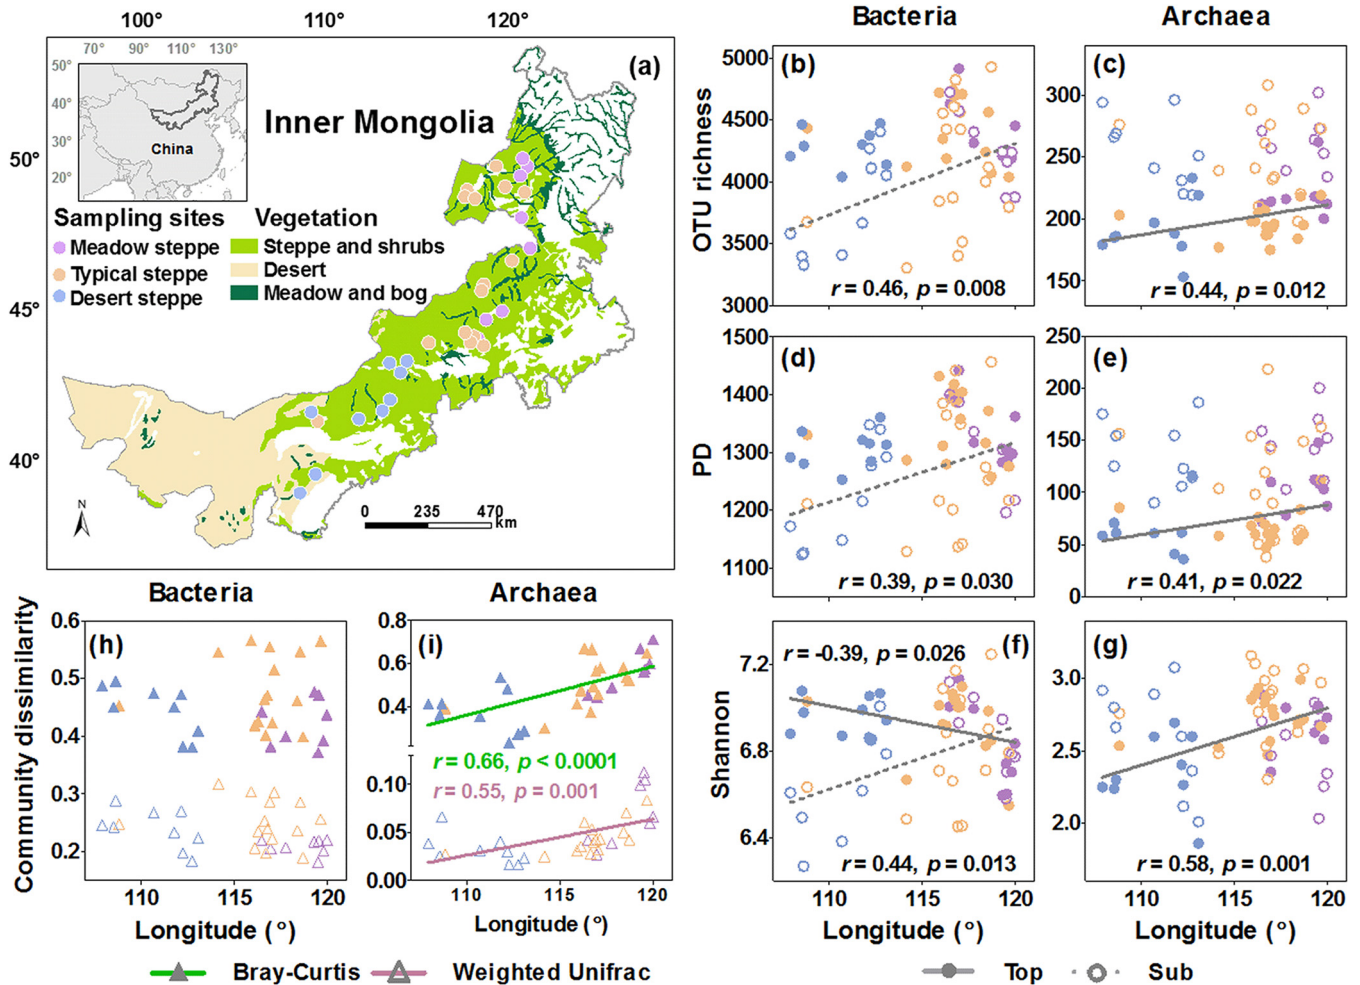 100° 110° 120°
70° 90° 110° 130°
50°
40°
30°
20°
China
(a)
Inner Mongolia
50°
45°
40°
Sampling sites
Meadow steppe
Typical steppe
Desert steppe
Vegetation
Steppe and shrubs
Desert
Meadow and bog
N
0 235 470
km
Bacteria Archaea
OTU richness
5000
4500
4000
3500
3000
(b)
r = 0.46, p = 0.008
300
250
200
150
(c)
r = 0.44, p = 0.012
PD
1500
1400
1300
1200
1100
(d)
r = 0.39, p = 0.030
250
200
150
100
50
0
(e)
r = 0.41, p = 0.022
Shannon
7.2
6.8
6.4
r = -0.39, p = 0.026
(f)
r = 0.44, p = 0.013
110 115 120
Longitude (°)
3.0
2.5
2.0
(g)
r = 0.58, p = 0.001
110 115 120
Longitude (°)
Bacteria Archaea
Community dissimilarity
0.6
0.5
0.4
0.3
0.2
(h)
110 115 120
Longitude (°)
0.8
0.6
0.4
0.10
0.05
0.00
(i)
r = 0.66, p < 0.0001
r = 0.55, p = 0.001
110 115 120
Longitude (°)
Bray-Curtis Weighted Unifrac
Top Sub